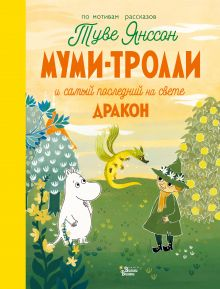 по мотивам рассказов
Туве Янссон
МУМИ-ТРОЛЛИ
и самый последний на свете
ДРАКОН